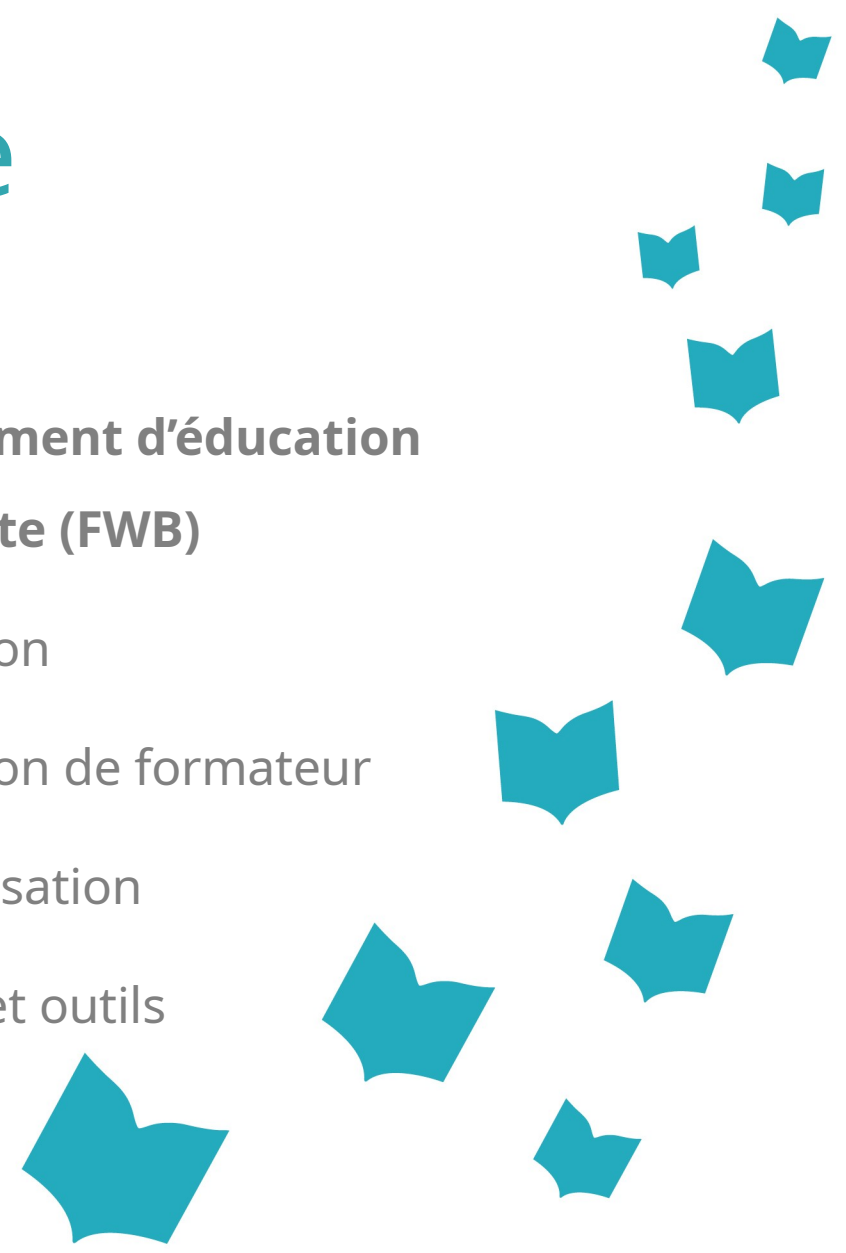 e
ment d’éducation
te (FWB)
on
on de formateur
sation
et outils